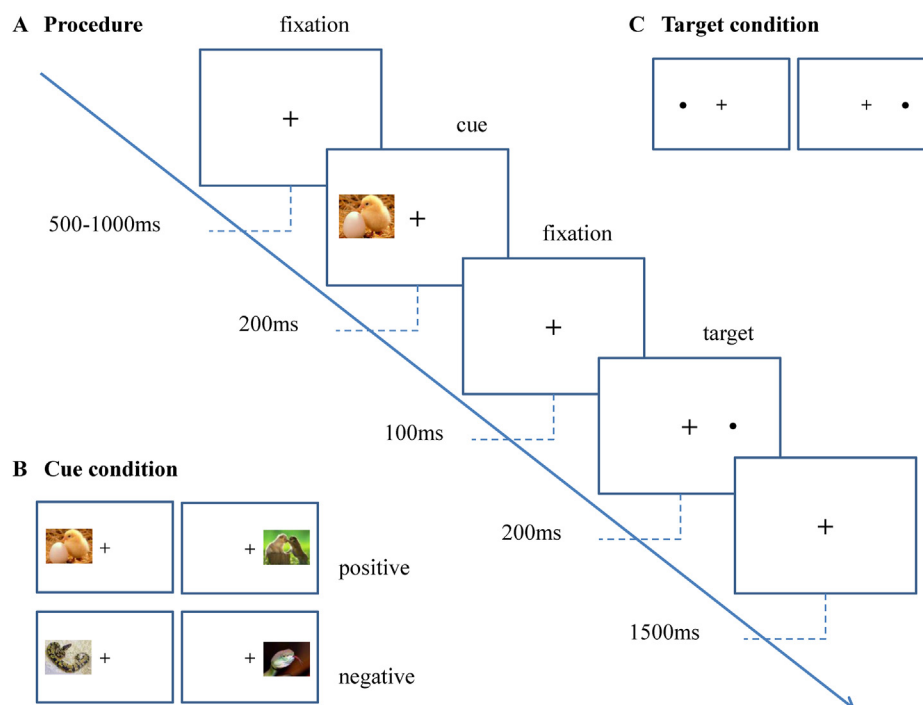 A Procedure
fixation
C Target condition
cue
500-1000ms
fixation
200ms
target
100ms
B Cue condition
200ms
positive
1500ms
negative